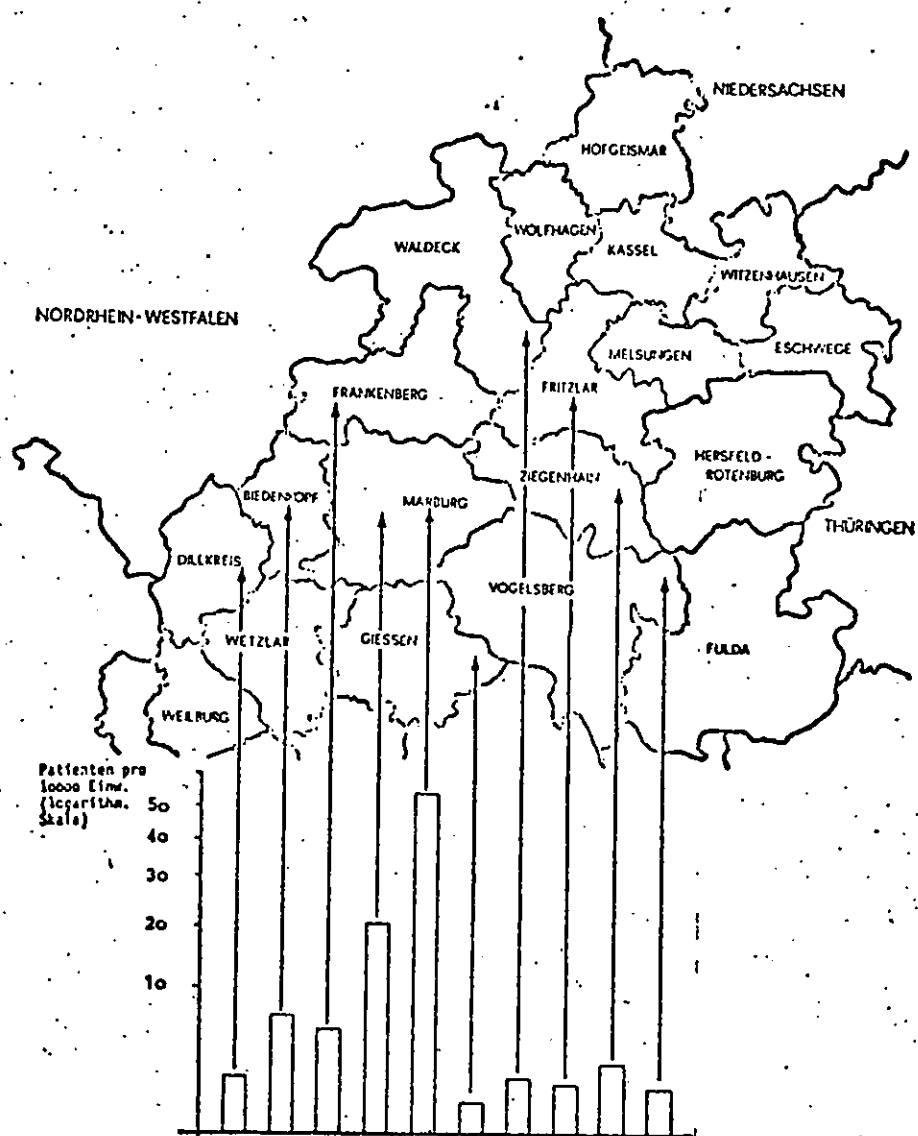 NIEDERSACHSEN
HOFGEISMAR
WOLFHAGEN
WALDECK
KASSEL
WITZENHAUSEN
NORDRHEIN-WESTFALEN
MELSUNGEN
ESCHWEGE
FRANKENBERG
FRITZLAR
ZIEGENHAIN
HERSFELD-
ROTENBURG
BIEDENKOPF
MARBURG
THÜRINGEN
DILLKREIS
VOGELSBERG
WETZLAR
GIESSEN
FULDA
WEILBURG
Patienten pro
10000 Einw.
(logarithm.
Skala)
50
40
30
20
10